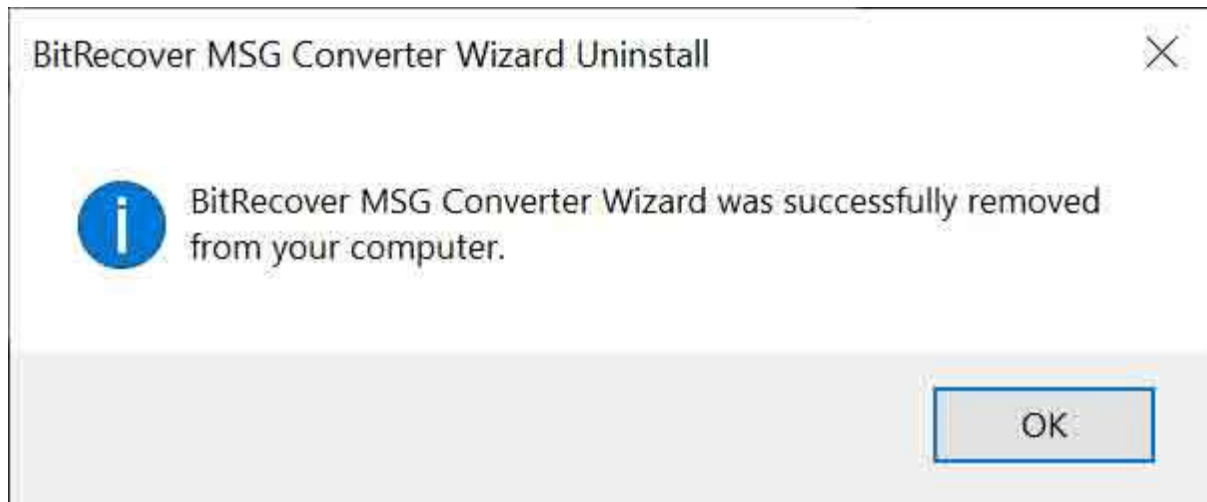 BitRecover MSG Converter Wizard Uninstall
BitRecover MSG Converter Wizard was successfully removed
from your computer.
OK